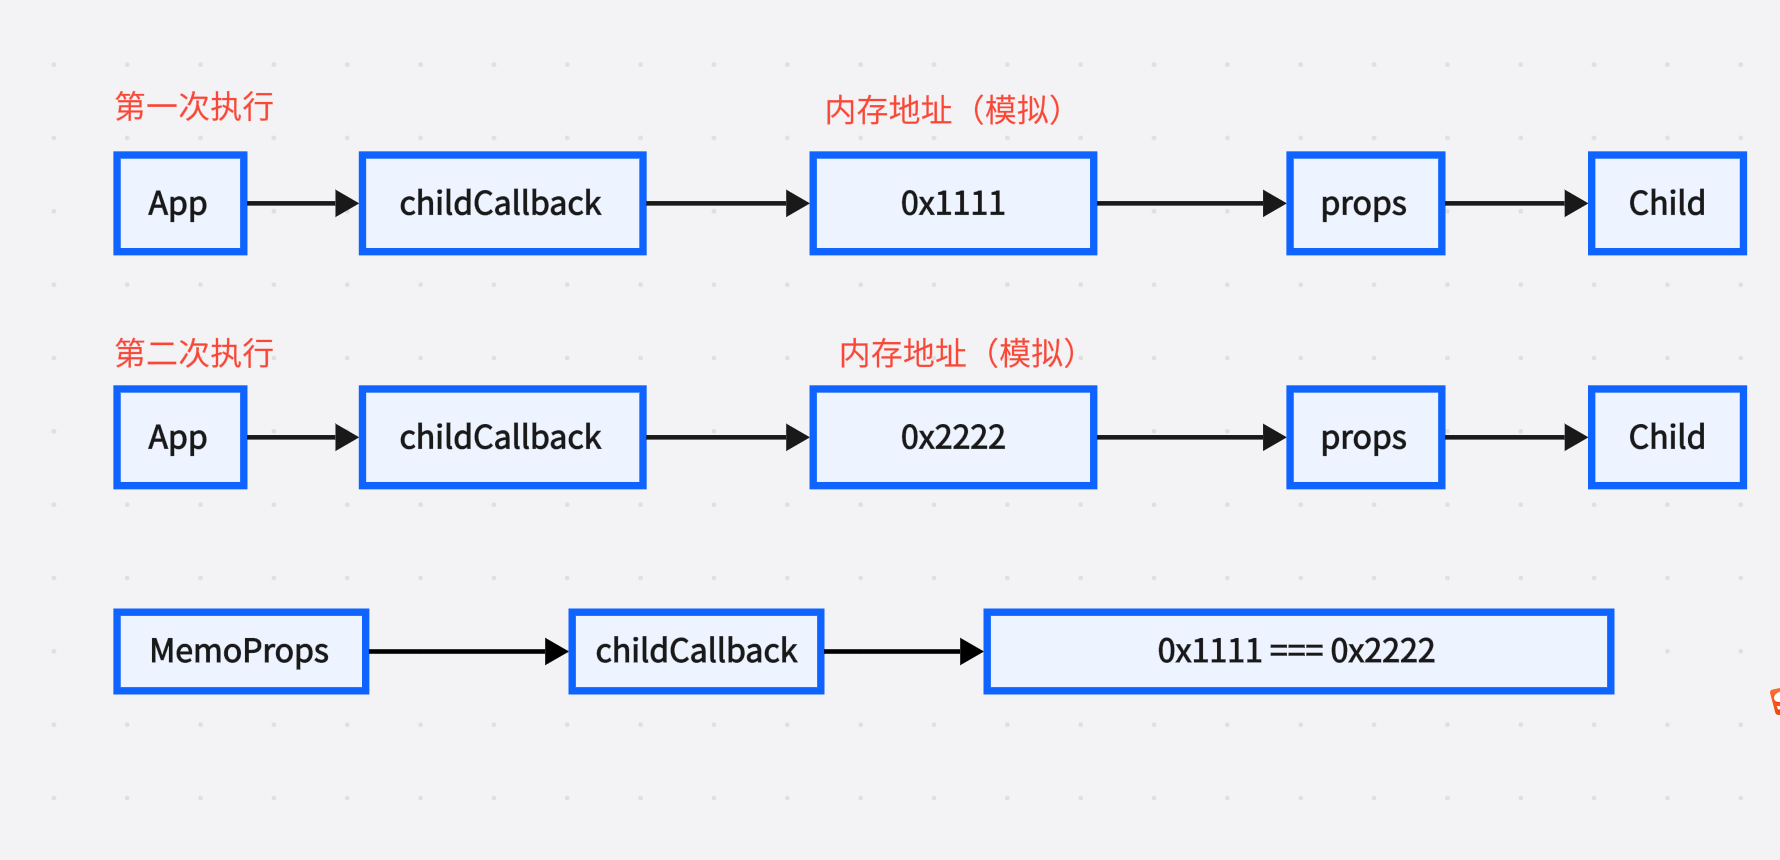 第一次执行
内存地址（模拟）
App
childCallback
0x1111
props
Child
第二次执行
内存地址（模拟）
App
childCallback
0x2222
props
Child
MemoProps
childCallback
0x1111 === 0x2222